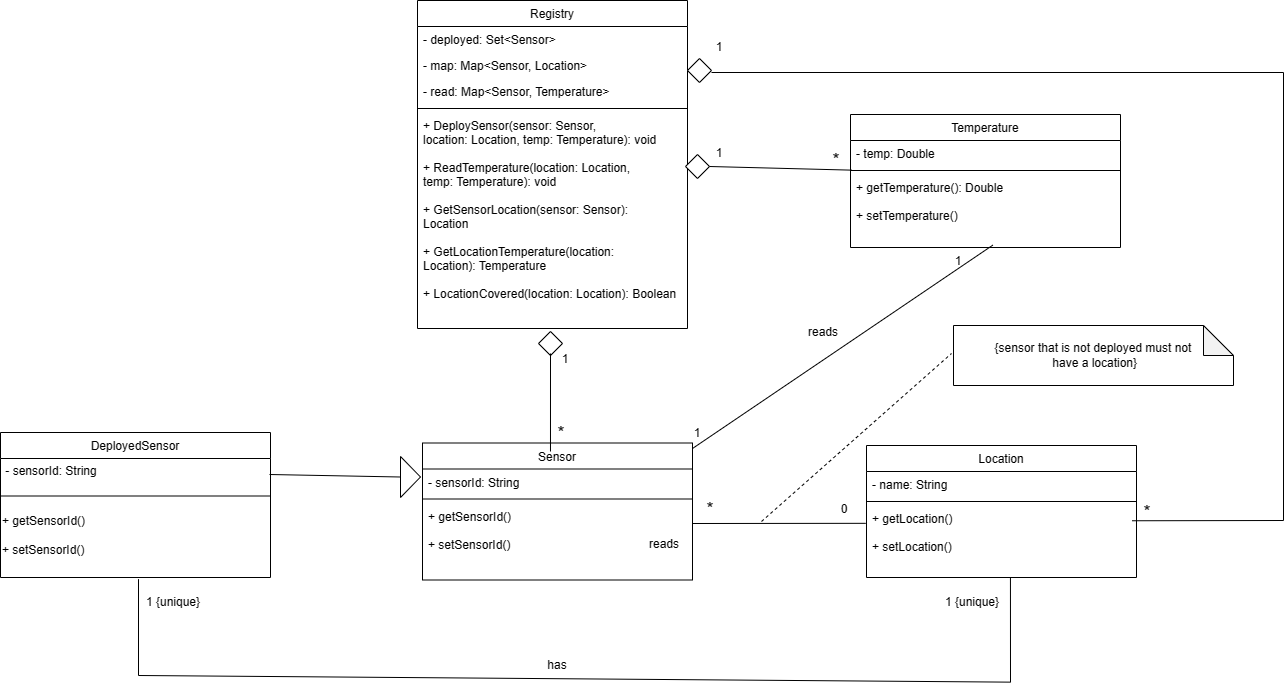 Registry
- deployed: Set<Sensor>
- map: Map<Sensor, Location>
- read: Map<Sensor, Temperature>
+ DeploySensor(sensor: Sensor,
location: Location, temp: Temperature): void
+ ReadTemperature(location: Location,
temp: Temperature): void
+ GetSensorLocation(sensor: Sensor):
Location
+ GetLocationTemperature(location:
Location): Temperature
+ LocationCovered(location: Location): Boolean
1
1
*
Temperature
- temp: Double
+ getTemperature(): Double
+ setTemperature()
1
reads
1
{sensor that is not deployed must not
have a location}
1
*
DeployedSensor
- sensorId: String
+ getSensorId()
+ setSensorId()
Sensor
- sensorId: String
+ getSensorId()
+ setSensorId()
reads
*
0
Location
- name: String
+ getLocation()
+ setLocation()
*
1 {unique}
1 {unique}
has